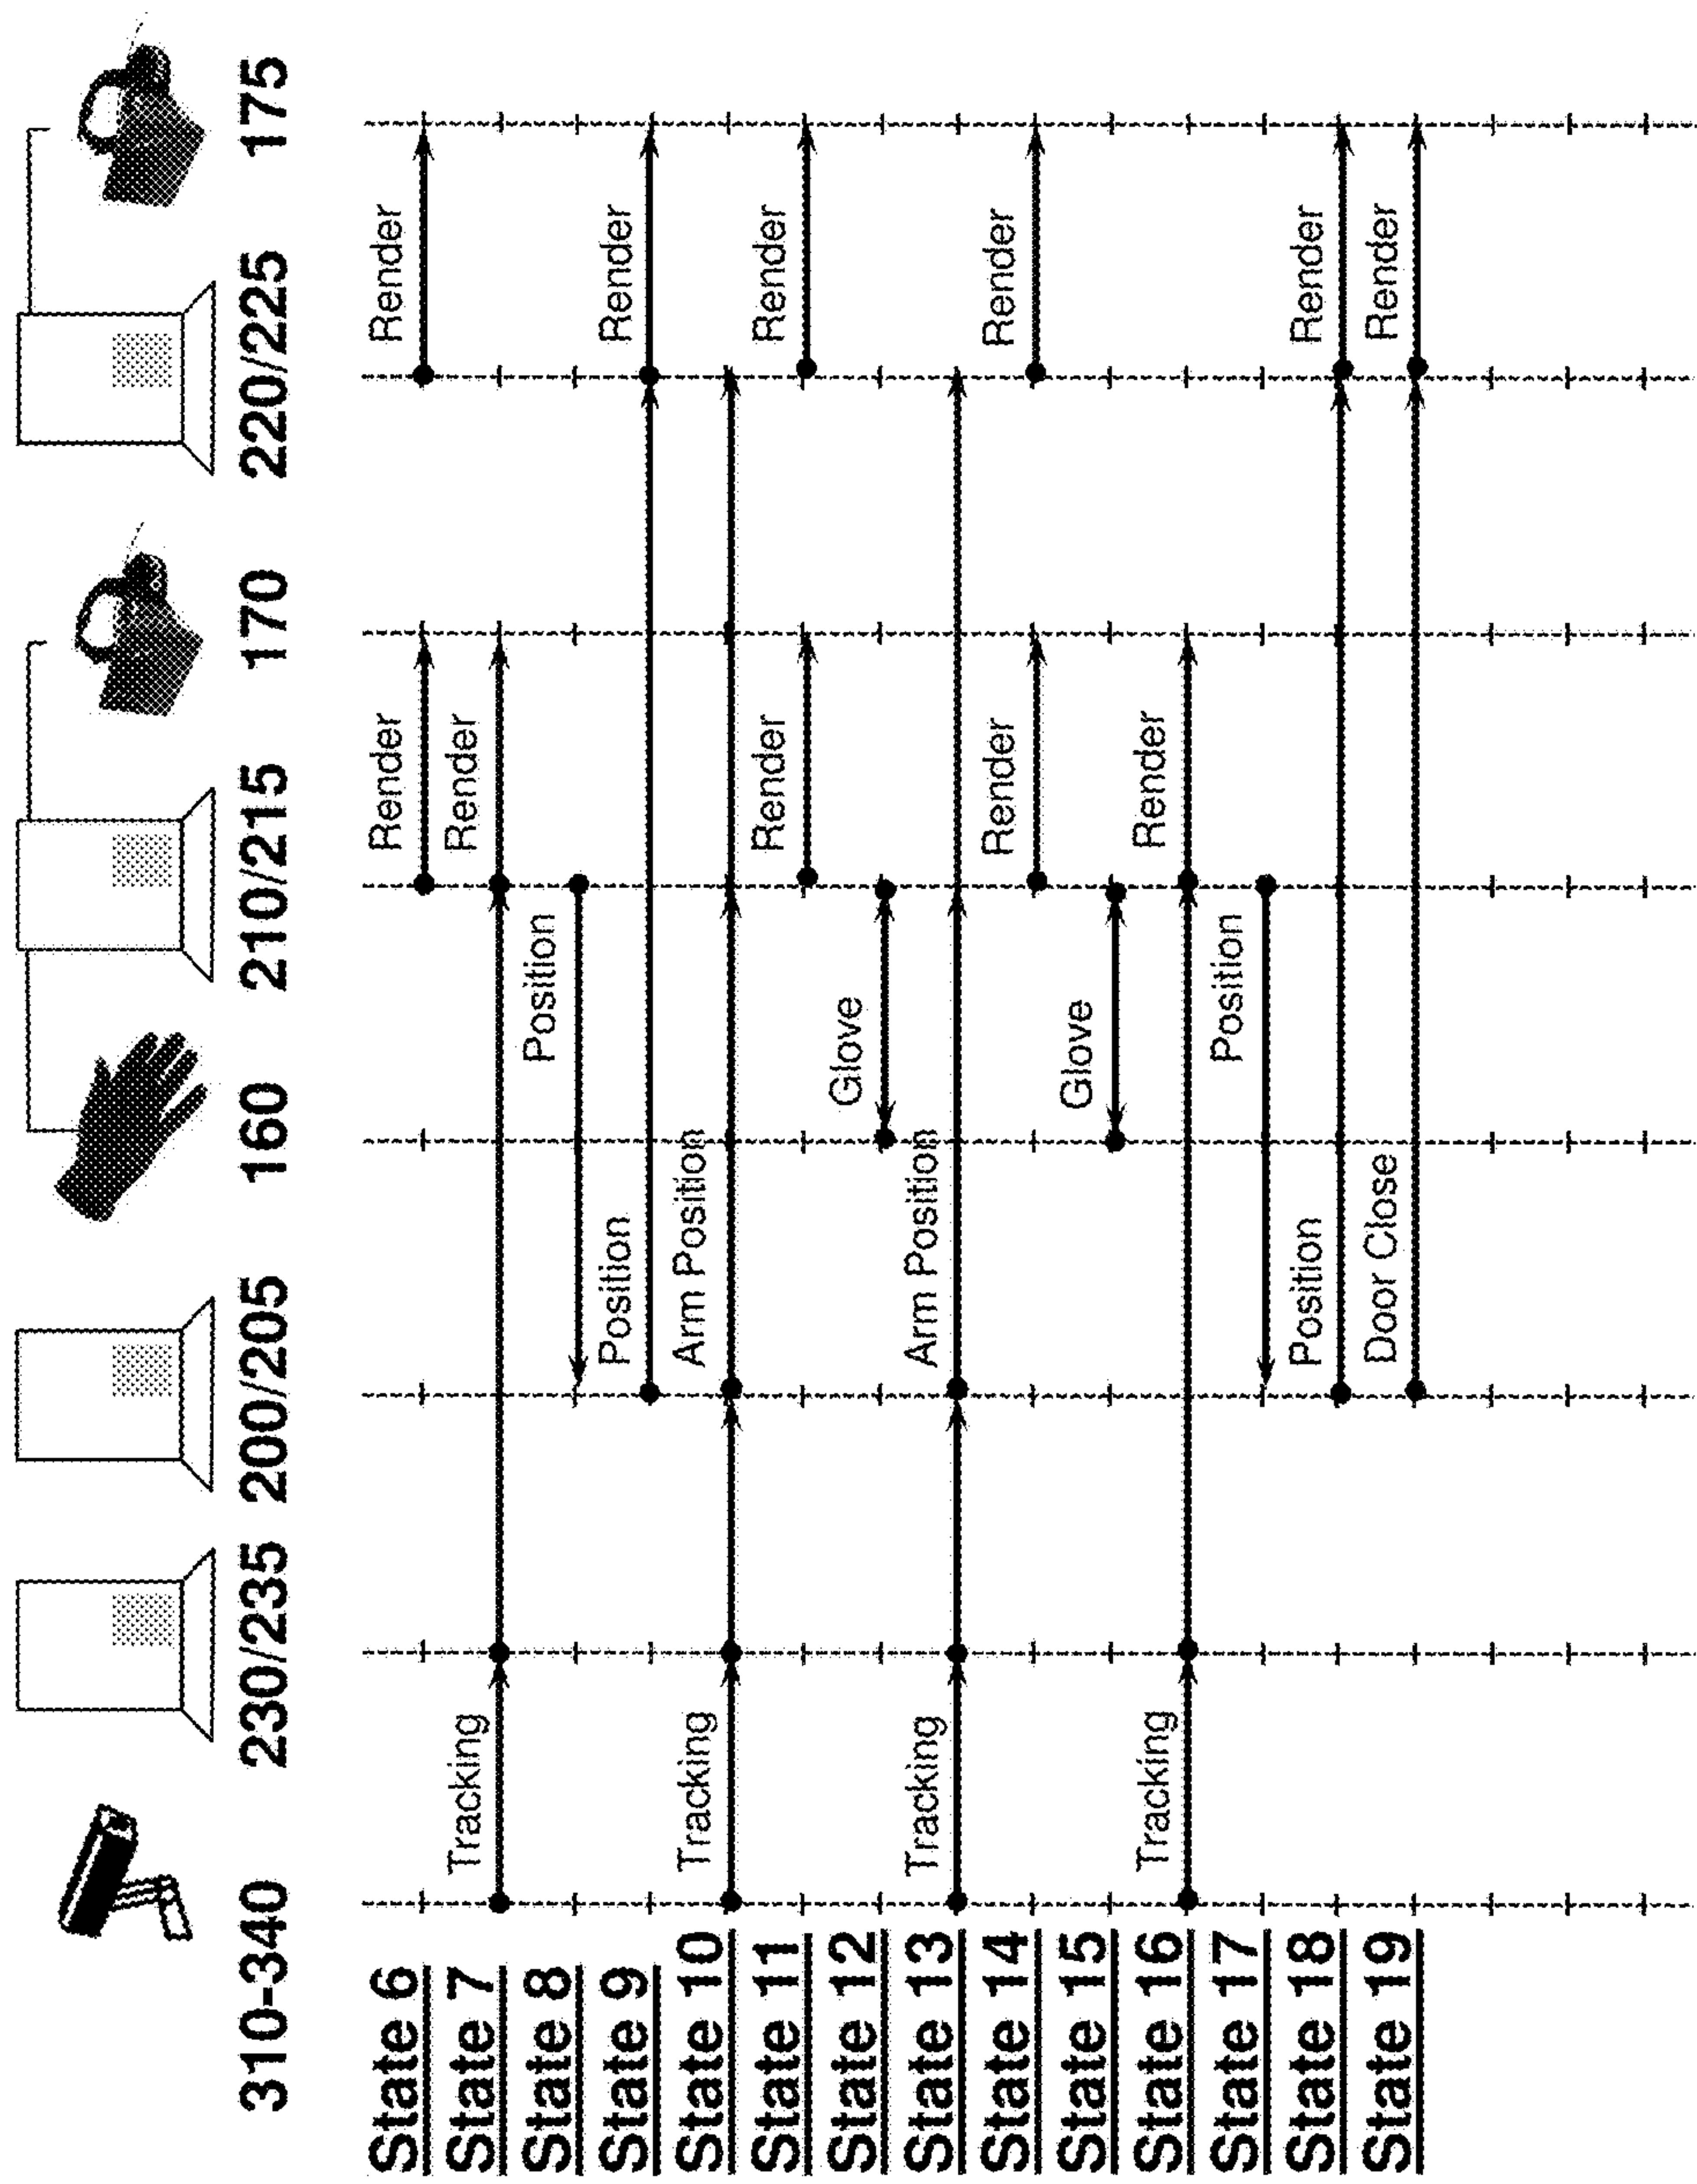 310-340 230/235 200/205 160 210/215 170 220/225 175
State 6 Render Render
State 7 Tracking Render
State 8 Position
State 9 Position Render
State 10 Tracking Arm Position
State 11 Render Render
State 12 Glove
State 13 Tracking Arm Position
State 14 Render Render
State 15 Glove
State 16 Tracking Render
State 17 Position
State 18 Position Render
State 19 Door Close Render